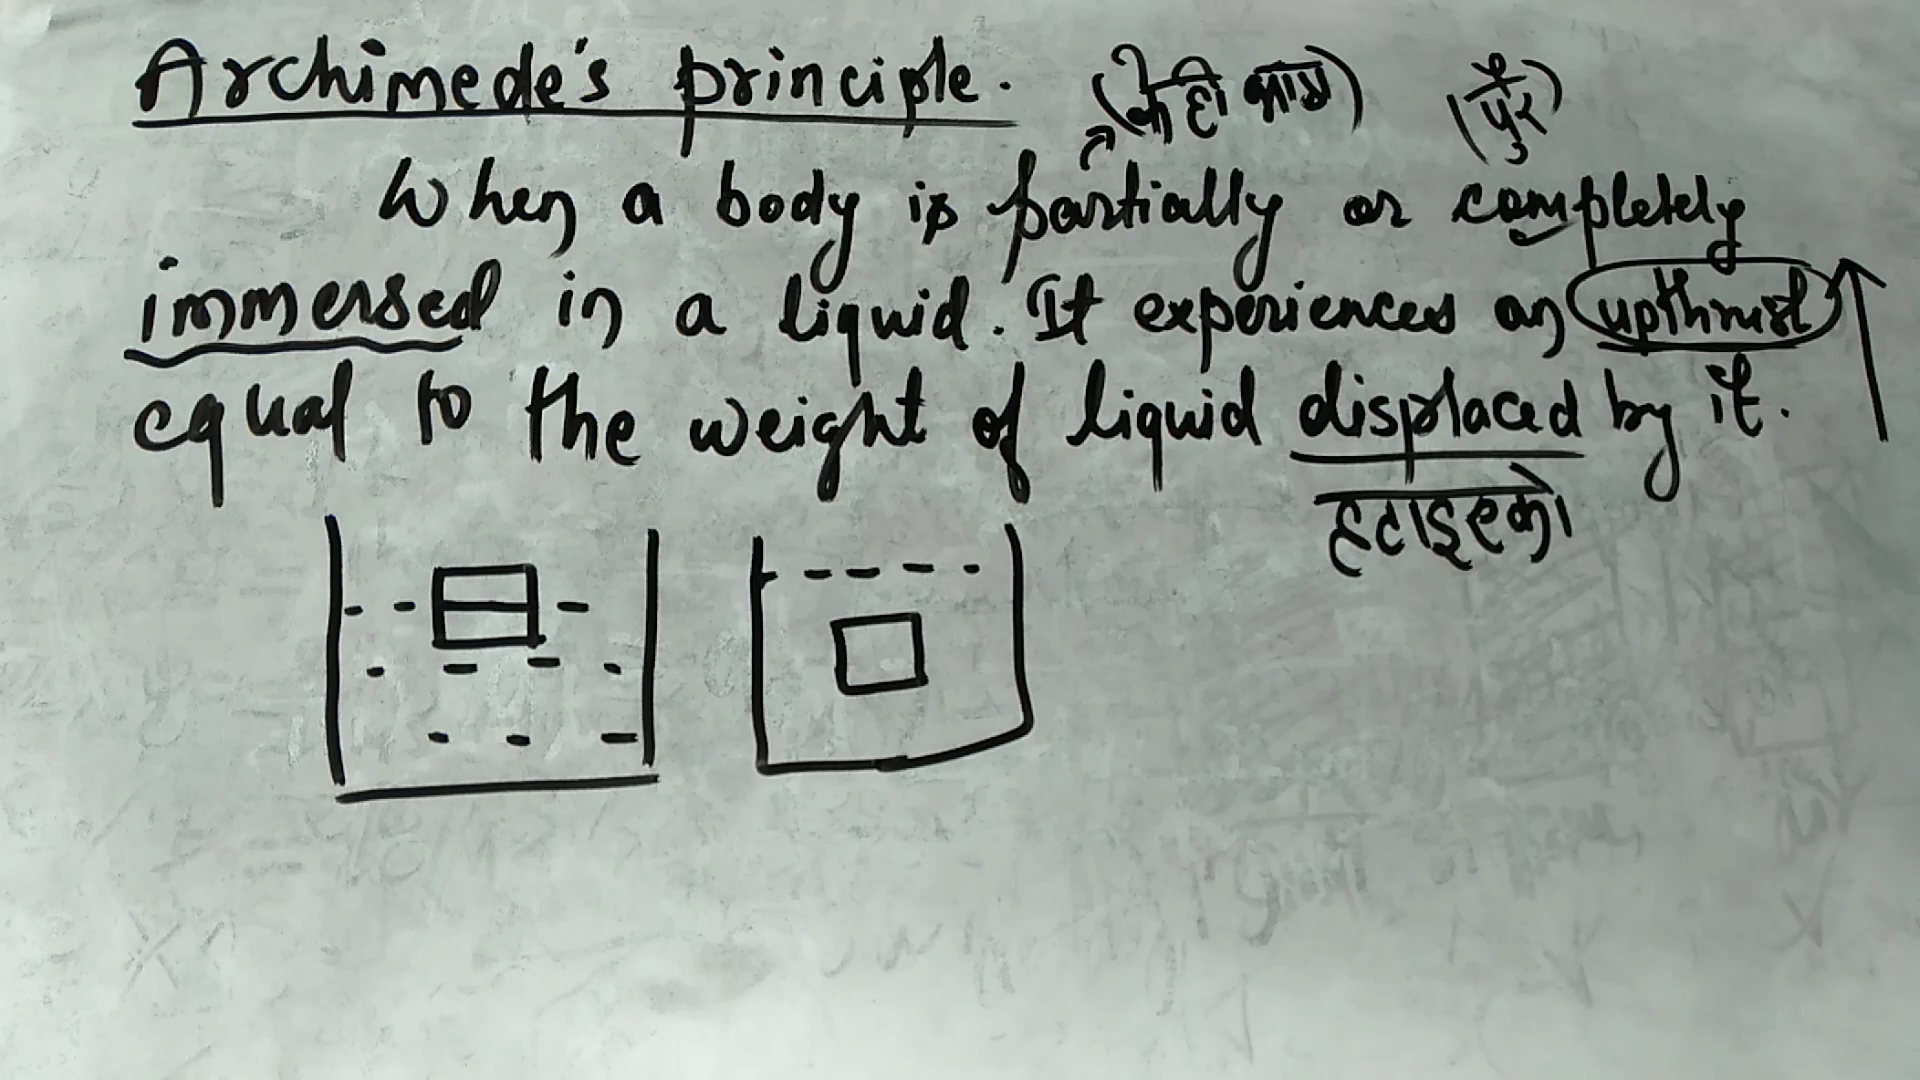 Archimede's principle. (केही भाग) (पुरै)
When a body is partially or completely
immersed in a liquid. It experiences an upthrust
equal to the weight of liquid displaced by it.
हटाइएको